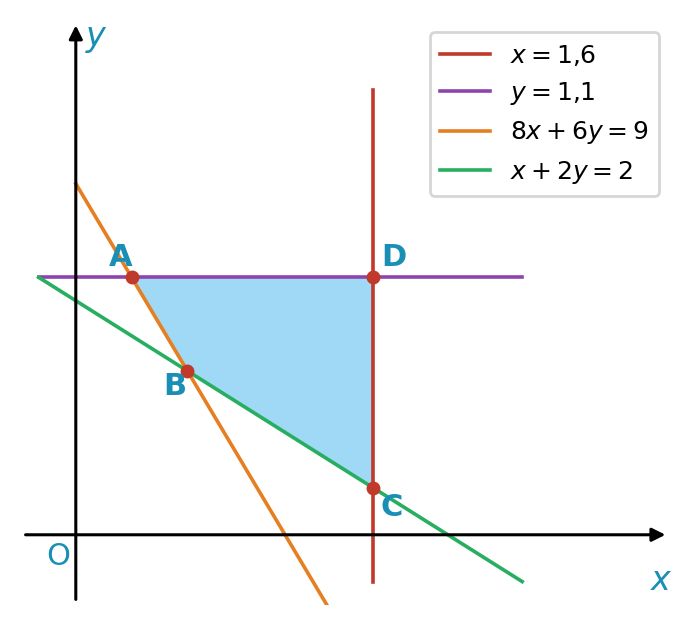 y
x = 1,6
y = 1,1
8x + 6y = 9
x + 2y = 2
A
D
B
C
O
x